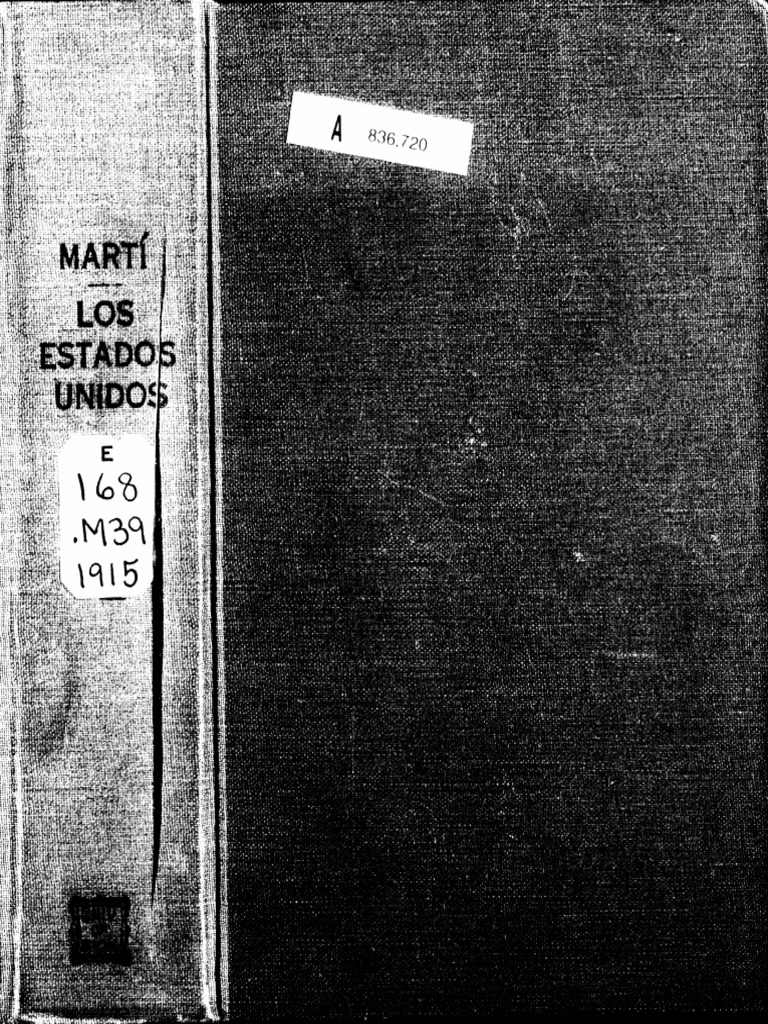 A 836.720
MARTÍ
LOS
ESTADOS
UNIDOS
E
168
.M39
1915